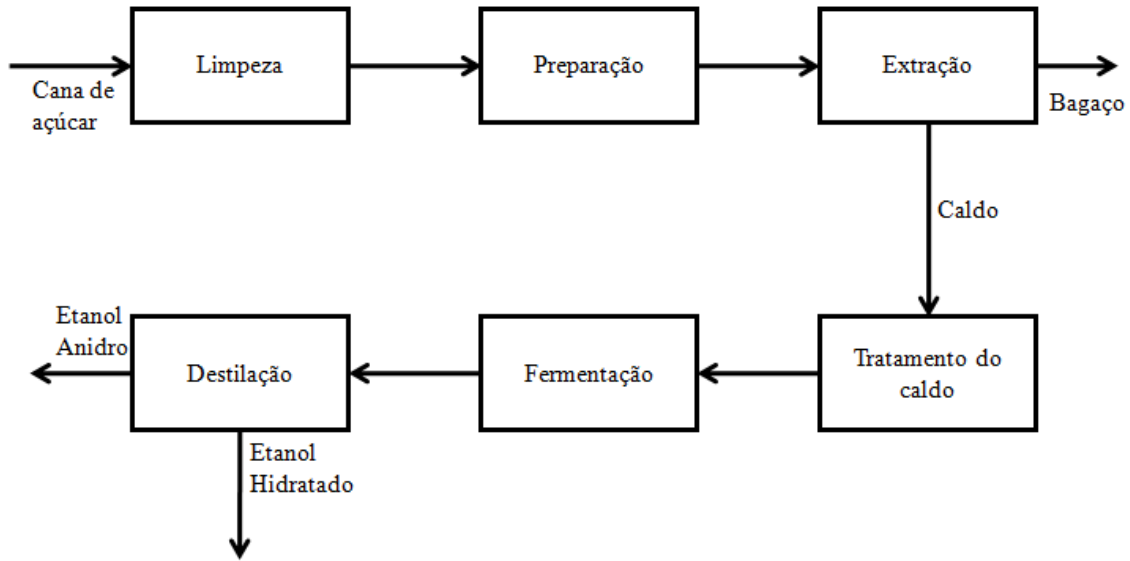 Limpeza
Preparação
Extração
Cana de
açúcar
Bagaço
Caldo
Etanol
Anidro
Destilação
Fermentação
Tratamento do
caldo
Etanol
Hidratado